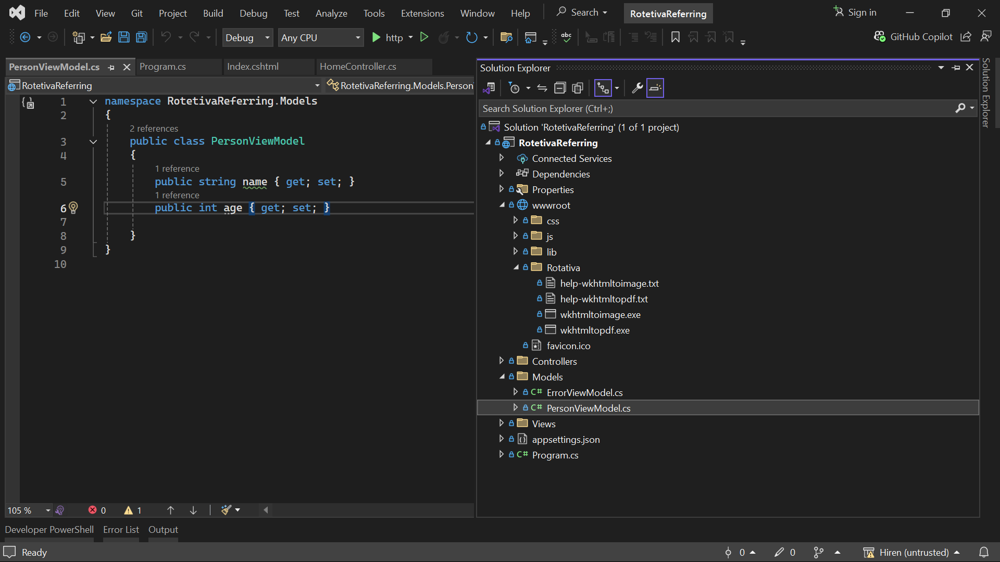 File Edit View Git Project Build Debug Test Analyze Tools Extensions Window Help Search RotetivaReferring Sign in
Debug Any CPU http GitHub Copilot
PersonViewModel.cs Program.cs Index.cshtml HomeController.cs
RotetivaReferring RotetivaReferring.Models.Person
1 namespace RotetivaReferring.Models
2 {
2 references
3 public class PersonViewModel
4 {
1 reference
5 public string name { get; set; }
1 reference
6 public int age { get; set; }
7
8 }
9 }
10
105 % 0 1
Solution Explorer
Search Solution Explorer (Ctrl+;)
Solution 'RotetivaReferring' (1 of 1 project)
RotetivaReferring
Connected Services
Dependencies
Properties
wwwroot
css
js
lib
Rotativa
help-wkhtmltoimage.txt
help-wkhtmltopdf.txt
wkhtmltoimage.exe
wkhtmltopdf.exe
favicon.ico
Controllers
Models
C# ErrorViewModel.cs
C# PersonViewModel.cs
Views
appsettings.json
C# Program.cs
Solution Explorer
Developer PowerShell Error List Output
Ready 0 0 Hiren (untrusted)